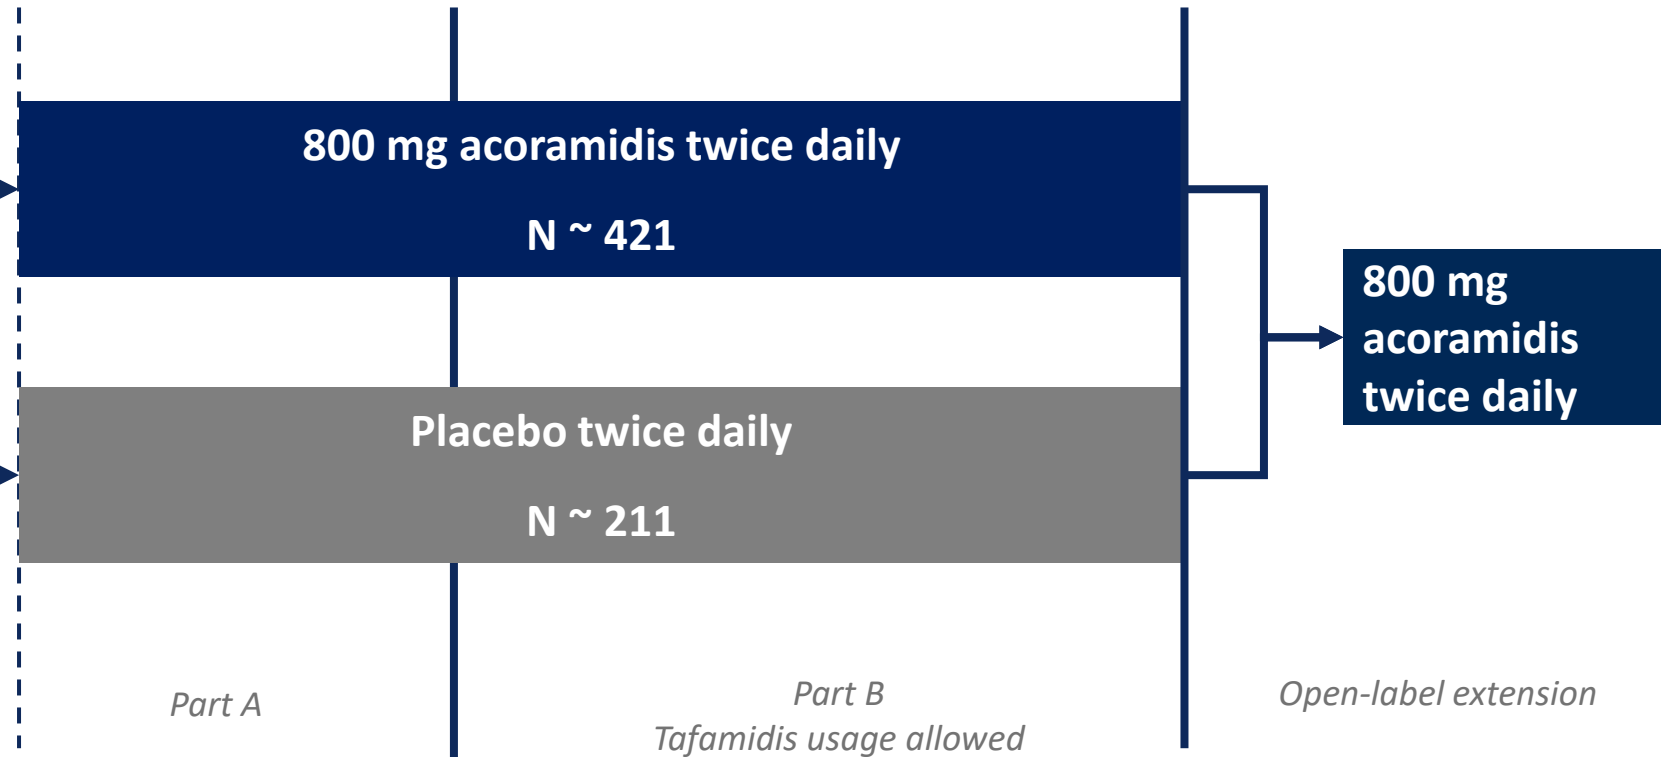 800 mg acoramidis twice daily
N ~ 421
800 mg
acoramidis
twice daily
Placebo twice daily
N ~ 211
Part A
Part B
Tafamidis usage allowed
Open-label extension